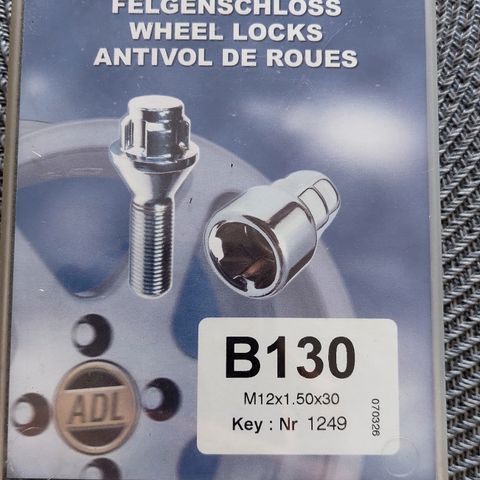 FELGENSCHLOSS
WHEEL LOCKS
ANTIVOL DE ROUES
ADL
B130
M12x1.50x30
Key : Nr 1249
070326